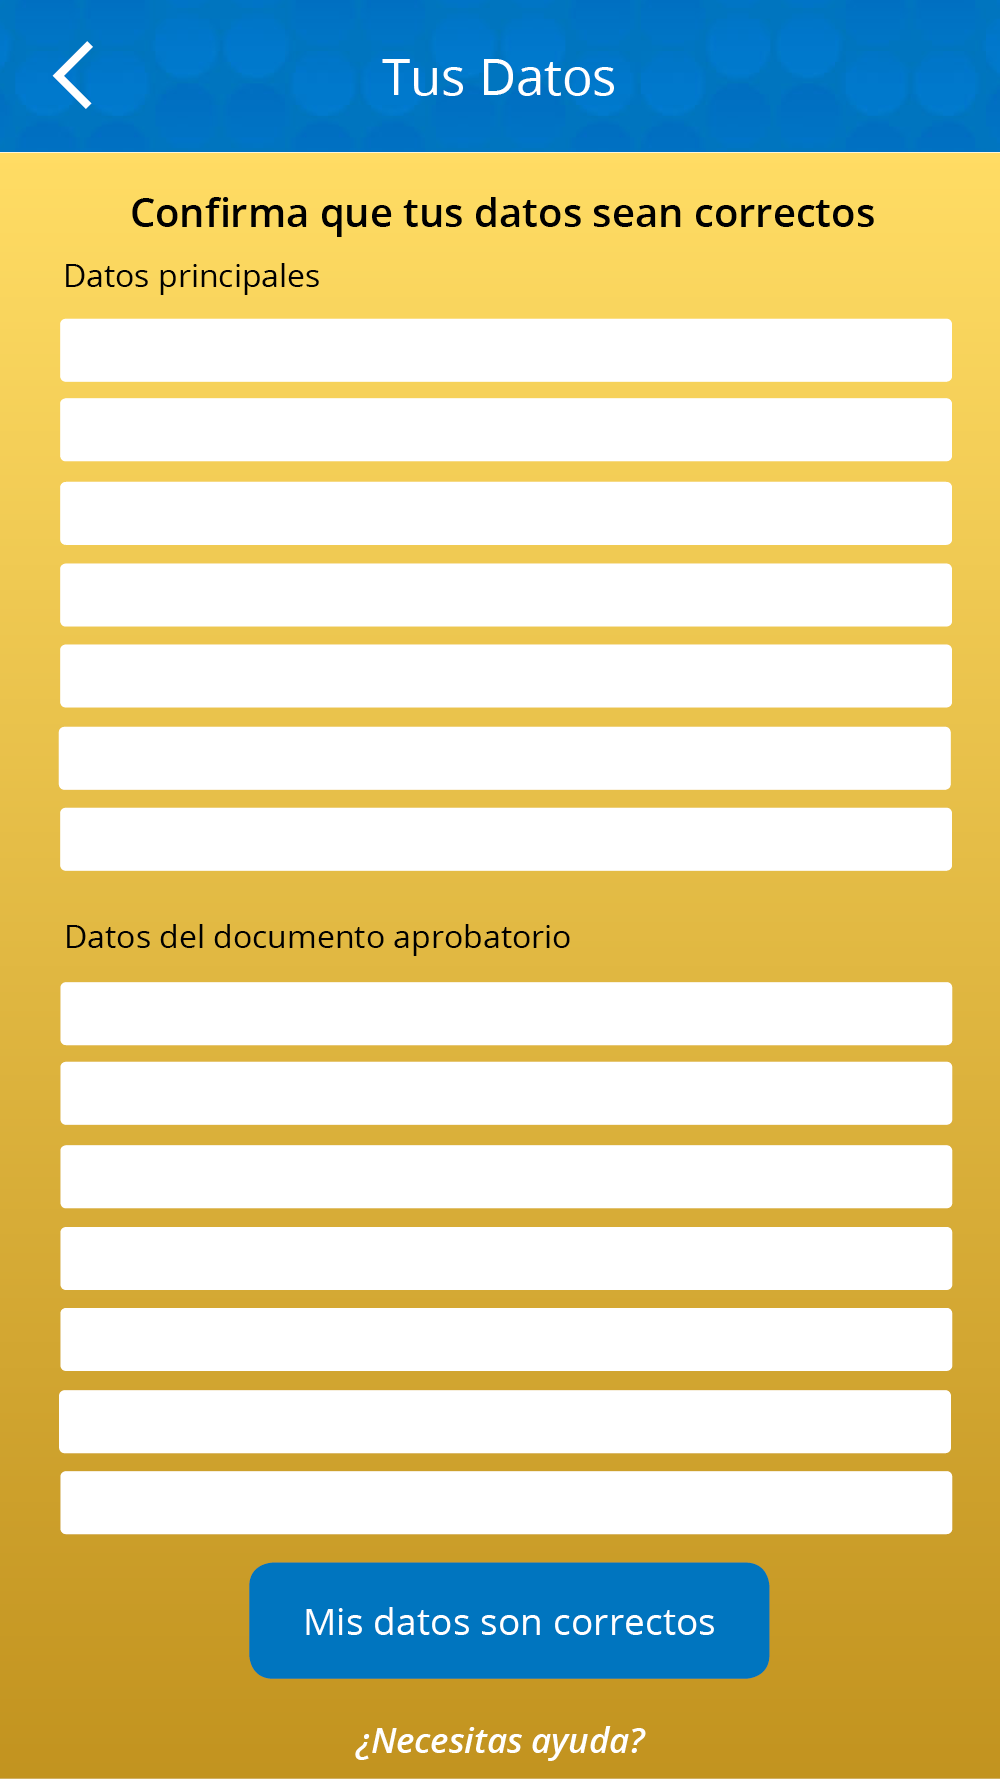 Tus Datos
Confirma que tus datos sean correctos
Datos principales
Datos del documento aprobatorio
Mis datos son correctos
¿Necesitas ayuda?